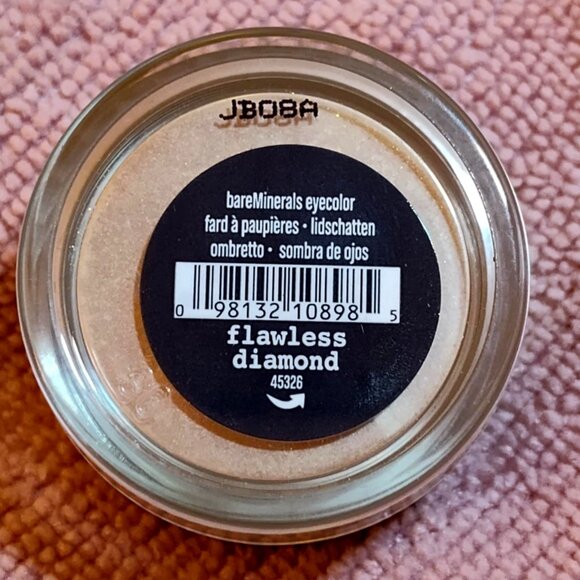 JB08A
bareMinerals eyecolor
fard à paupières • lidschatten
ombretto • sombra de ojos
0 98132 10898 5
flawless
diamond
45326